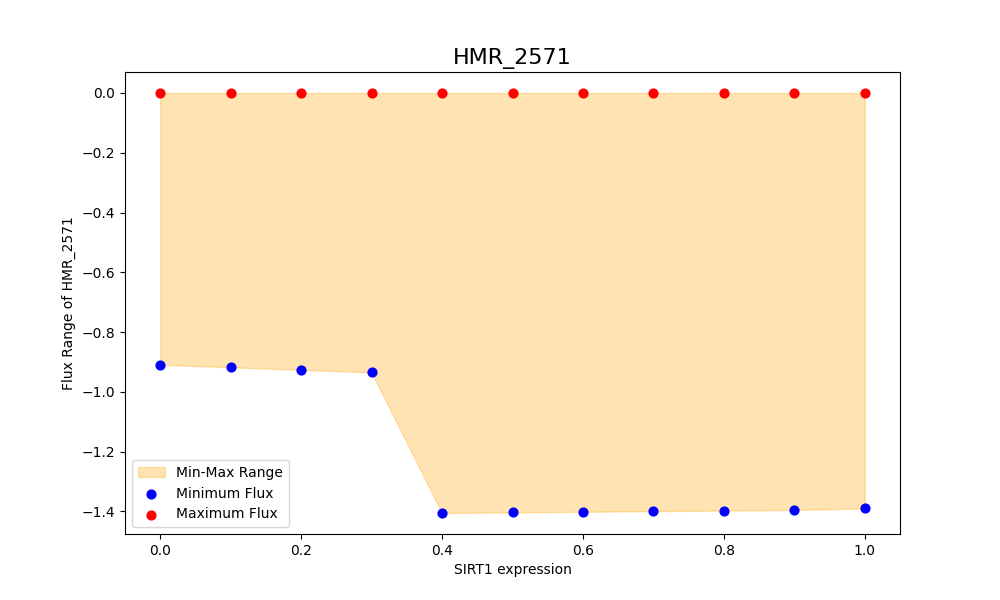 HMR_2571
Flux Range of HMR_2571
0.0
−0.2
−0.4
−0.6
−0.8
−1.0
−1.2
−1.4
Min-Max Range
Minimum Flux
Maximum Flux
0.0 0.2 0.4 0.6 0.8 1.0
SIRT1 expression